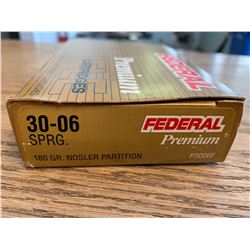 FEDERAL
Premium
30-06
SPRG.
180 GR. NOSLER PARTITION
FEDERAL
Premium
P3006F